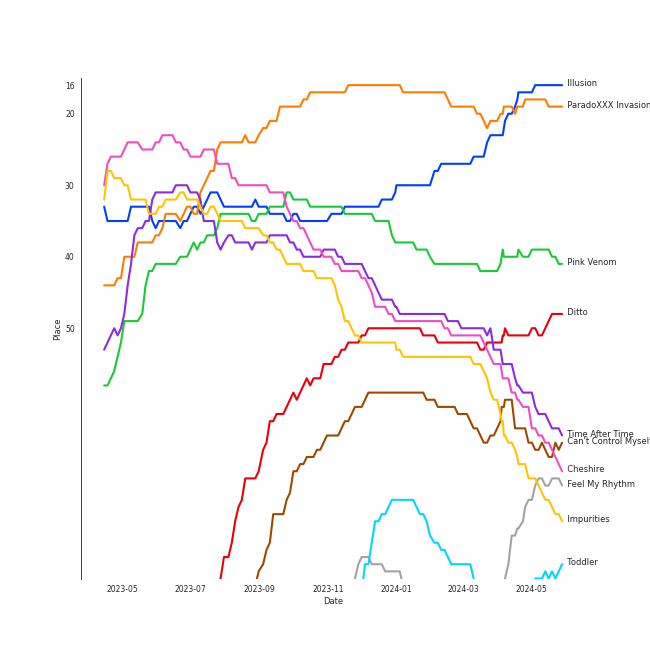 16
20
30
40
50
Place
2023-05
2023-07
2023-09
2023-11
2024-01
2024-03
2024-05
Date
Illusion
ParadoXXX Invasion
Pink Venom
Ditto
Time After Time
Can't Control Myself
Cheshire
Feel My Rhythm
Impurities
Toddler